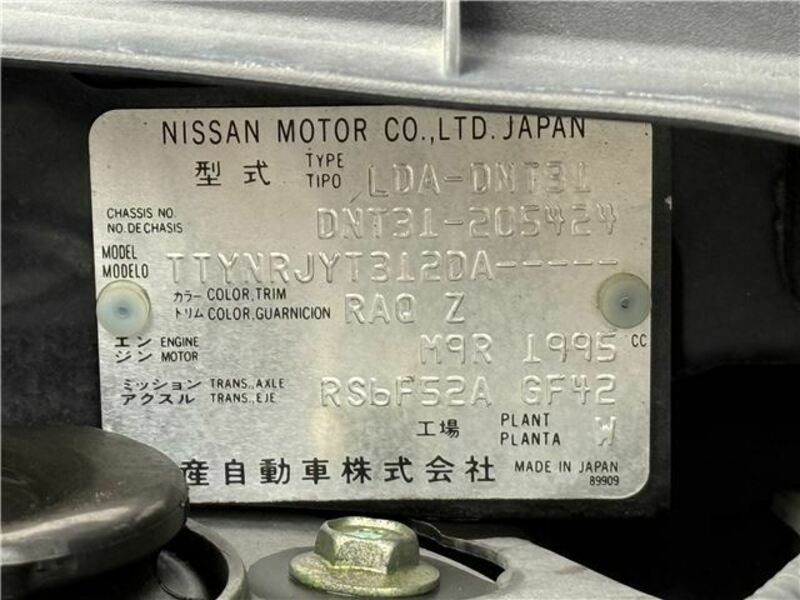 NISSAN MOTOR CO.,LTD. JAPAN
型式 TYPE TIPO LDA-DNT31
CHASSIS NO. NO. DE CHASIS DNT31-205424
MODEL MODELO TTYNRJYT312DA-----
カラー COLOR,TRIM トリム COLOR,GUARNICION RAQ Z
エンジン ENGINE MOTOR M9R 1995 CC
ミッション TRANS.,AXLE アクスル TRANS.,EJE RS6F52A GF42
工場 PLANT PLANTA W
産自動車株式会社 MADE IN JAPAN
89909